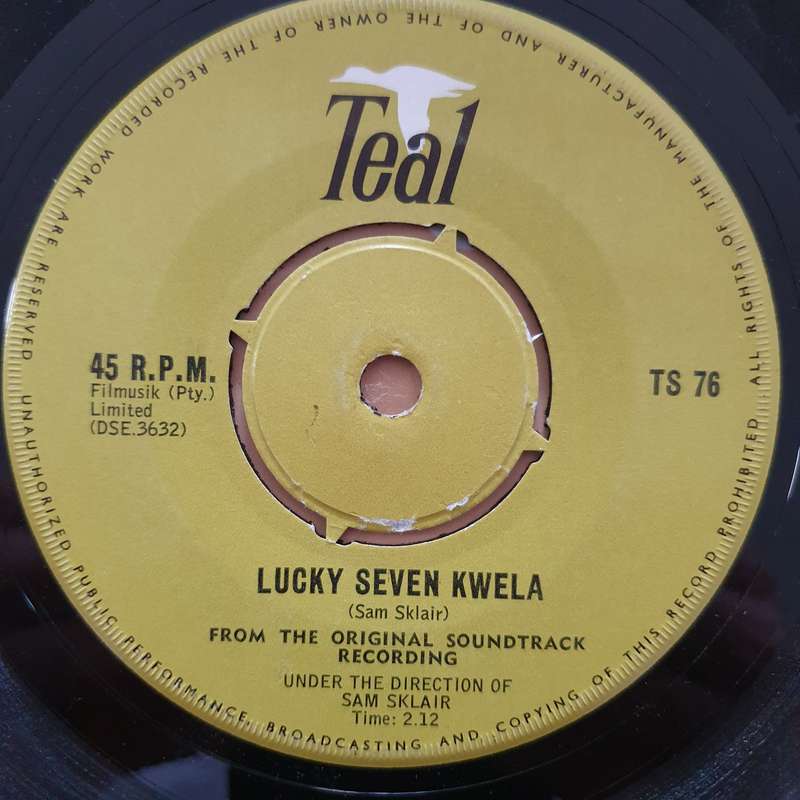 ALL RIGHTS OF THE MANUFACTURER AND OF THE OWNER OF THE RECORDED WORK ARE RESERVED
Teal
45 R.P.M.
Filmusik (Pty.)
Limited
(DSE.3632)
TS 76
LUCKY SEVEN KWELA
(Sam Sklair)
FROM THE ORIGINAL SOUNDTRACK
RECORDING
UNDER THE DIRECTION OF
SAM SKLAIR
Time: 2.12
UNAUTHORIZED PUBLIC PERFORMANCE, BROADCASTING AND COPYING OF THIS RECORD PROHIBITED